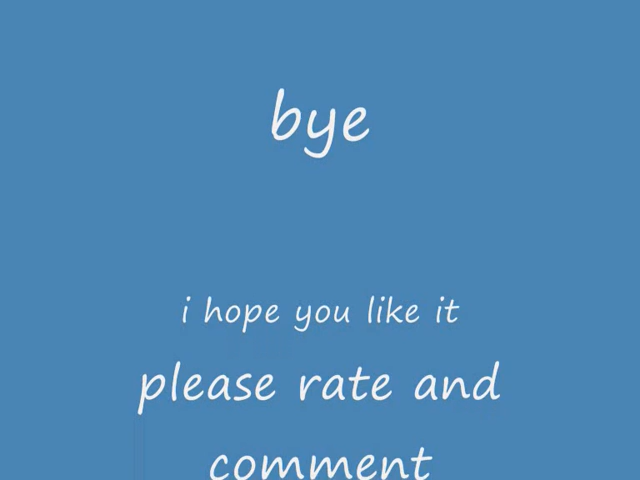 bye
i hope you like it
please rate and
comment